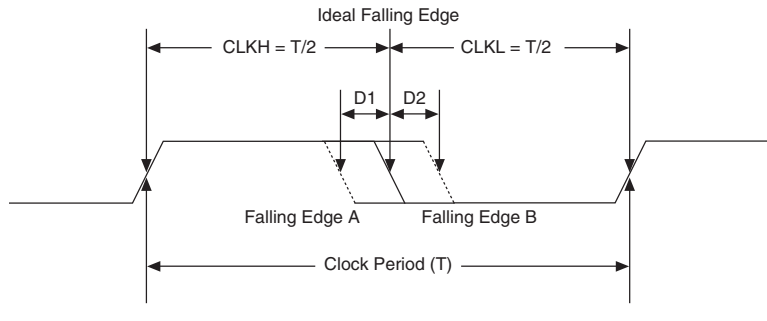 Ideal Falling Edge
CLKH = T/2
CLKL = T/2
D1
D2
Falling Edge A
Falling Edge B
Clock Period (T)